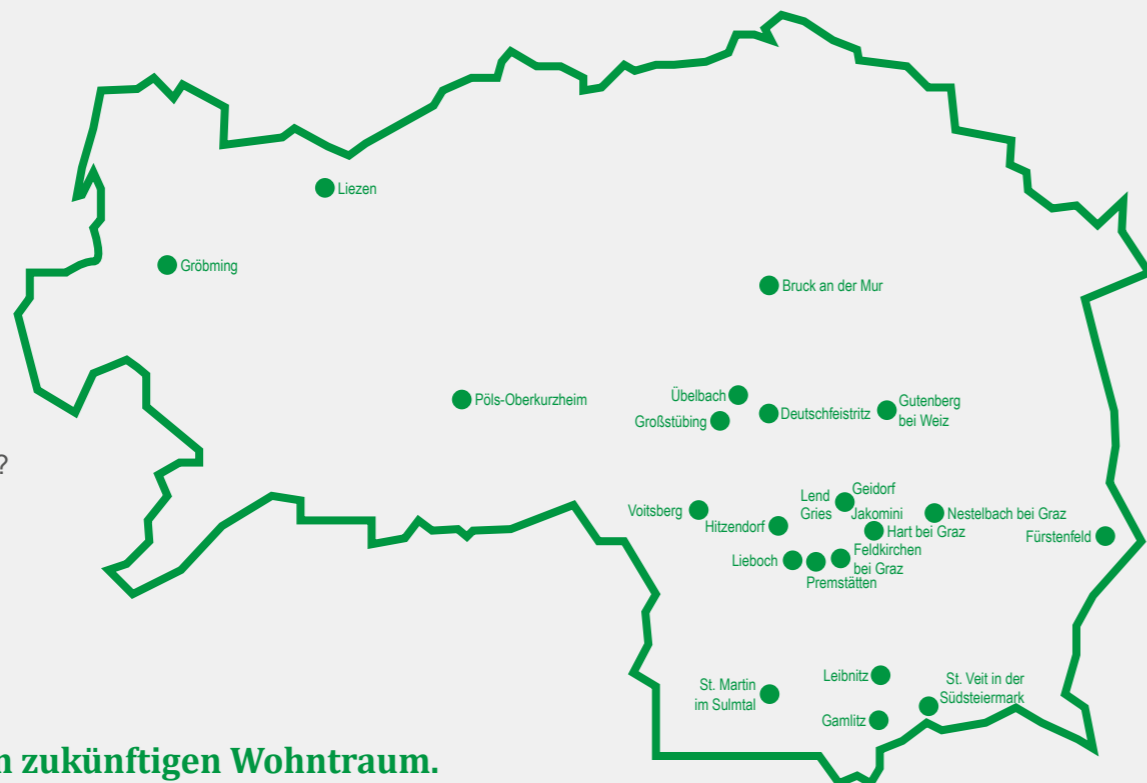 Liezen
Gröbming
Bruck an der Mur
Pöls-Oberkurzheim
Übelbach
Großstübing
Deutschfeistritz
Gutenberg
bei Weiz
?
Voitsberg
Hitzendorf
Lend
Gries
Geidorf
Jakomini
Hart bei Graz
Nestelbach bei Graz
Fürstenfeld
Lieboch
Premstätten
Feldkirchen
bei Graz
St. Martin
im Sulmtal
Leibnitz
Gamlitz
St. Veit in der
Südsteiermark
zukünftigen Wohntraum.